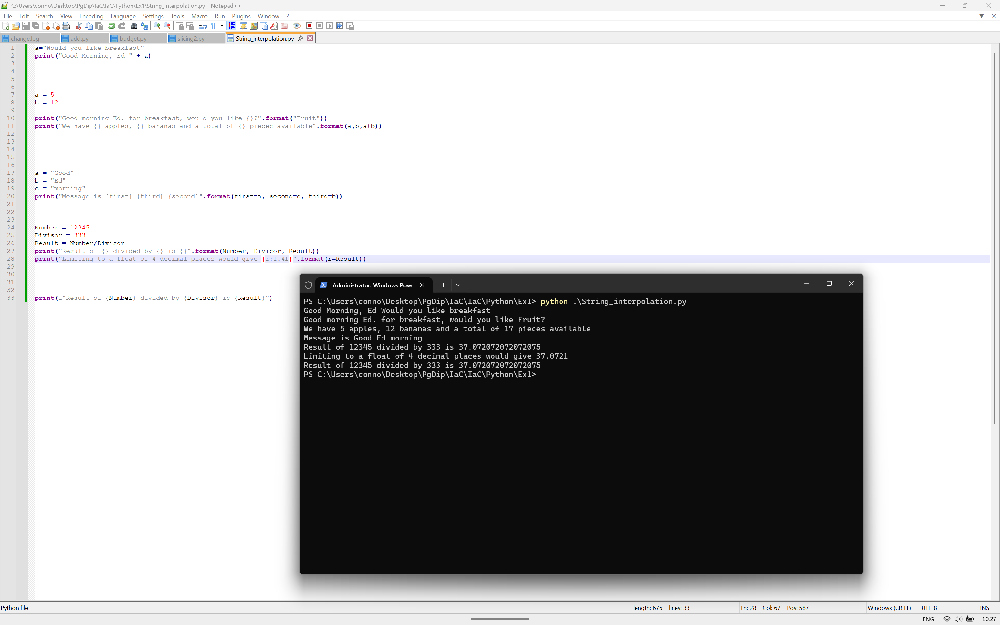 C:\Users\conno\Desktop\PgDip\IaC\IaC\Python\Ex1\String_interpolation.py - Notepad++
File Edit Search View Encoding Language Settings Tools Macro Run Plugins Window ?
change.log add.py budget.py slicing2.py String_interpolation.py
1 a="Would you like breakfast"
2 print("Good Morning, Ed " + a)
3
4
5
6
7 a = 5
8 b = 12
9
10 print("Good morning Ed. for breakfast, would you like {}?".format("Fruit"))
11 print("We have {} apples, {} bananas and a total of {} pieces available".format(a,b,a+b))
12
13
14
15
16
17 a = "Good"
18 b = "Ed"
19 c = "morning"
20 print("Message is {first} {third} {second}".format(first=a, second=c, third=b))
21
22
23
24 Number = 12345
25 Divisor = 333
26 Result = Number/Divisor
27 print("Result of {} divided by {} is {}".format(Number, Divisor, Result))
28 print("Limiting to a float of 4 decimal places would give {r:1.4f}".format(r=Result))
29
30
31
32
33 print(f"Result of {Number} divided by {Divisor} is {Result}")
Administrator: Windows Pow
PS C:\Users\conno\Desktop\PgDip\IaC\IaC\Python\Ex1> python .\String_interpolation.py
Good Morning, Ed Would you like breakfast
Good morning Ed. for breakfast, would you like Fruit?
We have 5 apples, 12 bananas and a total of 17 pieces available
Message is Good Ed morning
Result of 12345 divided by 333 is 37.072072072072075
Limiting to a float of 4 decimal places would give 37.0721
Result of 12345 divided by 333 is 37.072072072072075
PS C:\Users\conno\Desktop\PgDip\IaC\IaC\Python\Ex1>
Python file length: 676 lines: 33 Ln: 28 Col: 67 Pos: 587 Windows (CR LF) UTF-8 INS
ENG 10:27